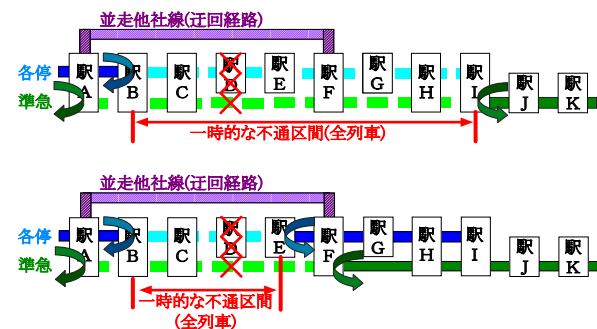 並走他社線(迂回経路)
各停
準急
駅A
駅B
駅C
駅D
駅E
駅F
駅G
駅H
駅I
駅J
駅K
一時的な不通区間(全列車)
並走他社線(迂回経路)
各停
準急
駅A
駅B
駅C
駅D
駅E
駅F
駅G
駅H
駅I
駅J
駅K
一時的な不通区間
(全列車)